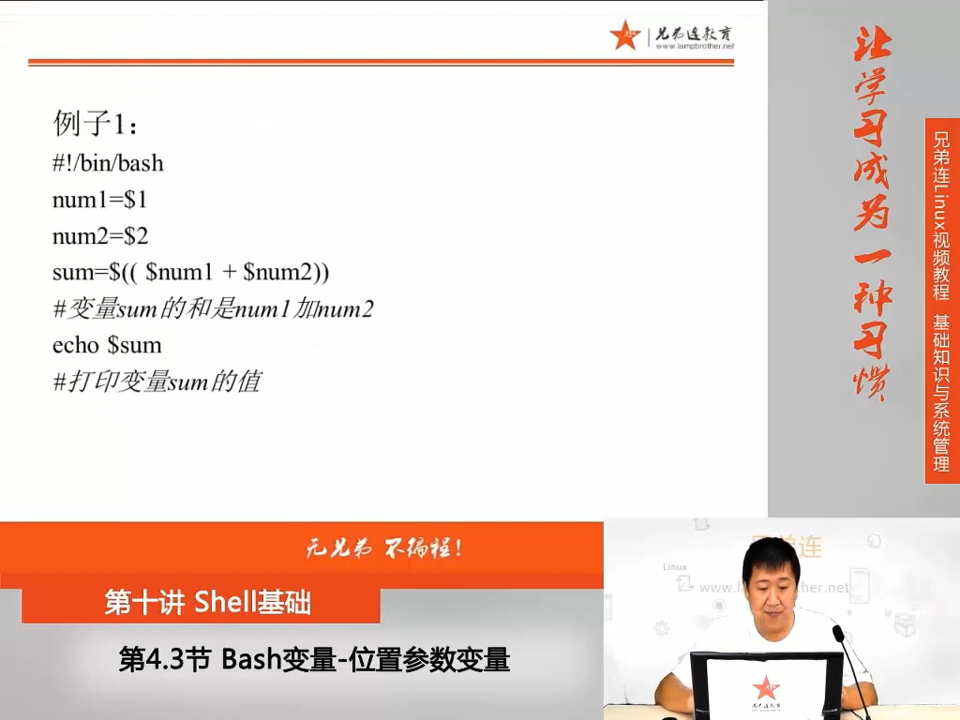 兄弟连教育
www.lampbrother.net
例子1：
#!/bin/bash
num1=$1
num2=$2
sum=$(( $num1 + $num2))
#变量sum的和是num1加num2
echo $sum
#打印变量sum的值
让学习成为一种习惯
兄弟连Linux视频教程 基础知识与系统管理
无兄弟 不编程！
第十讲 Shell基础
第4.3节 Bash变量-位置参数变量
Linux